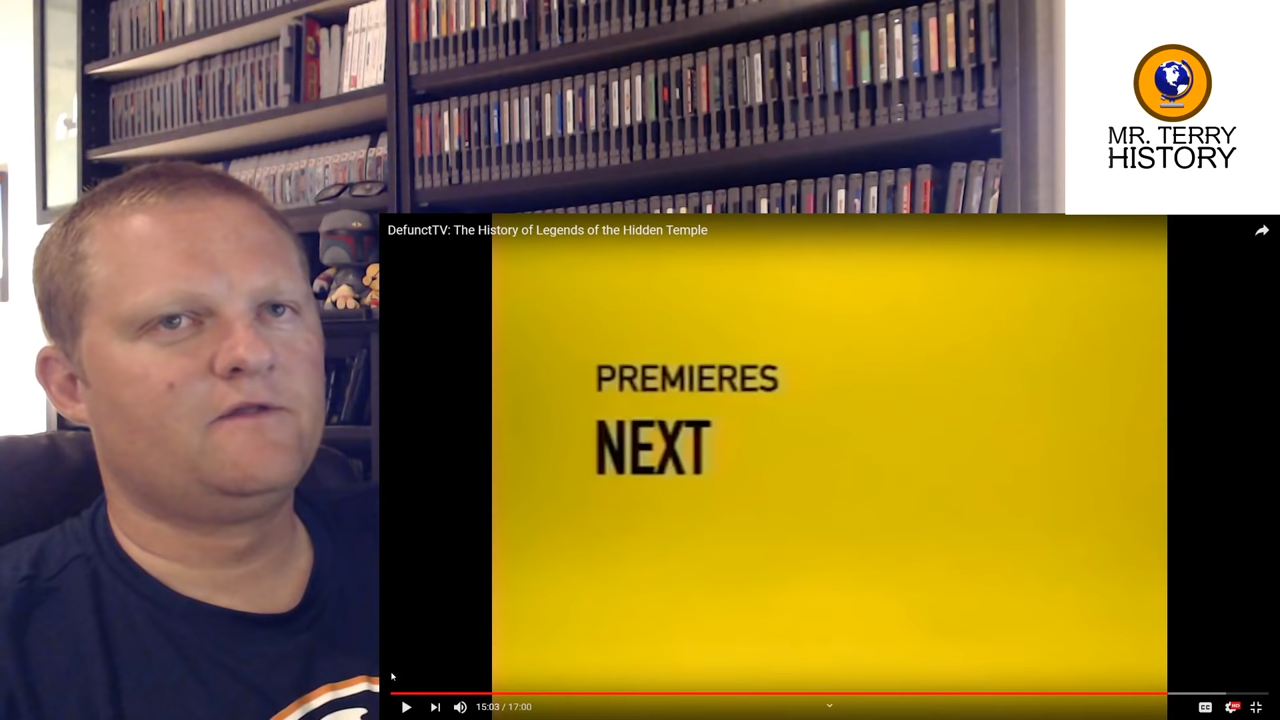 MR. TERRY
HISTORY
DefunctTV: The History of Legends of the Hidden Temple
PREMIERES
NEXT
15:03 / 17:00